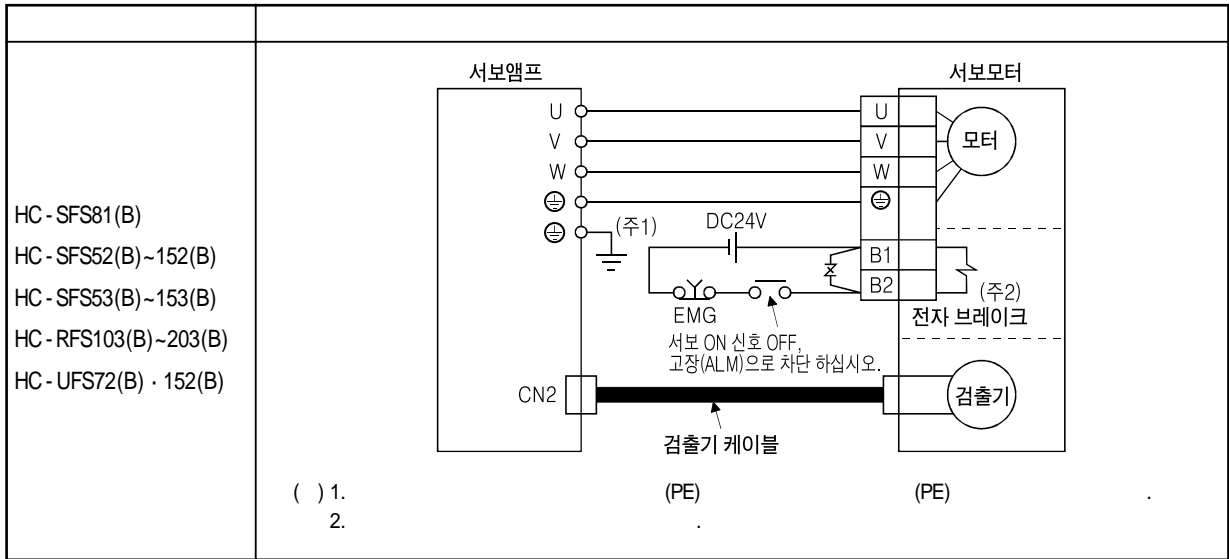 HC-SFS81(B)
HC-SFS52(B)~152(B)
HC-SFS53(B)~153(B)
HC-RFS103(B)~203(B)
HC-UFS72(B) · 152(B)
서보앰프
서보모터
U
U
V
V
모터
W
W
(주1)
DC24V
B1
B2
(주2)
EMG
전자 브레이크
서보 ON 신호 OFF,
고장(ALM)으로 차단 하십시오.
CN2
검출기
검출기 케이블
( ) 1. (PE) (PE) .
2. .